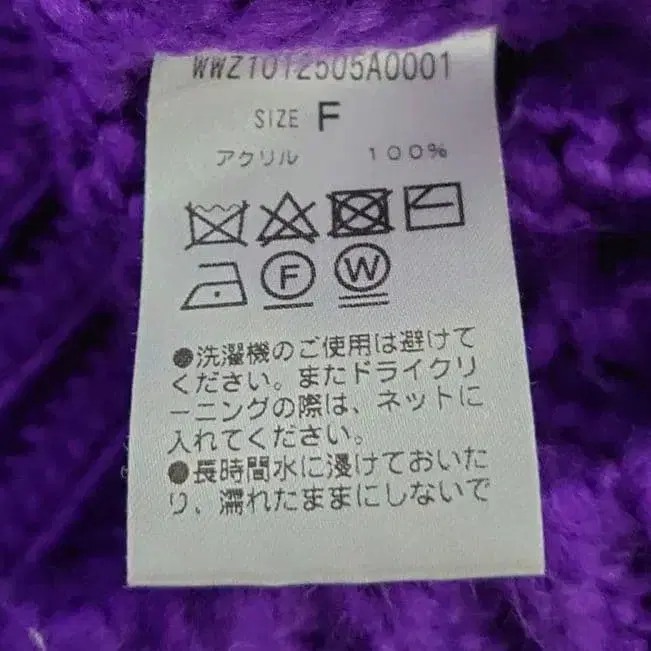 WWZ1012505A0001
SIZE F
アクリル 100%
F W
●洗濯機のご使用は避けて
ください。またドライクリ
ーニングの際は、ネットに
入れてください。
●長時間水に浸けておいた
り、濡れたままにしないで